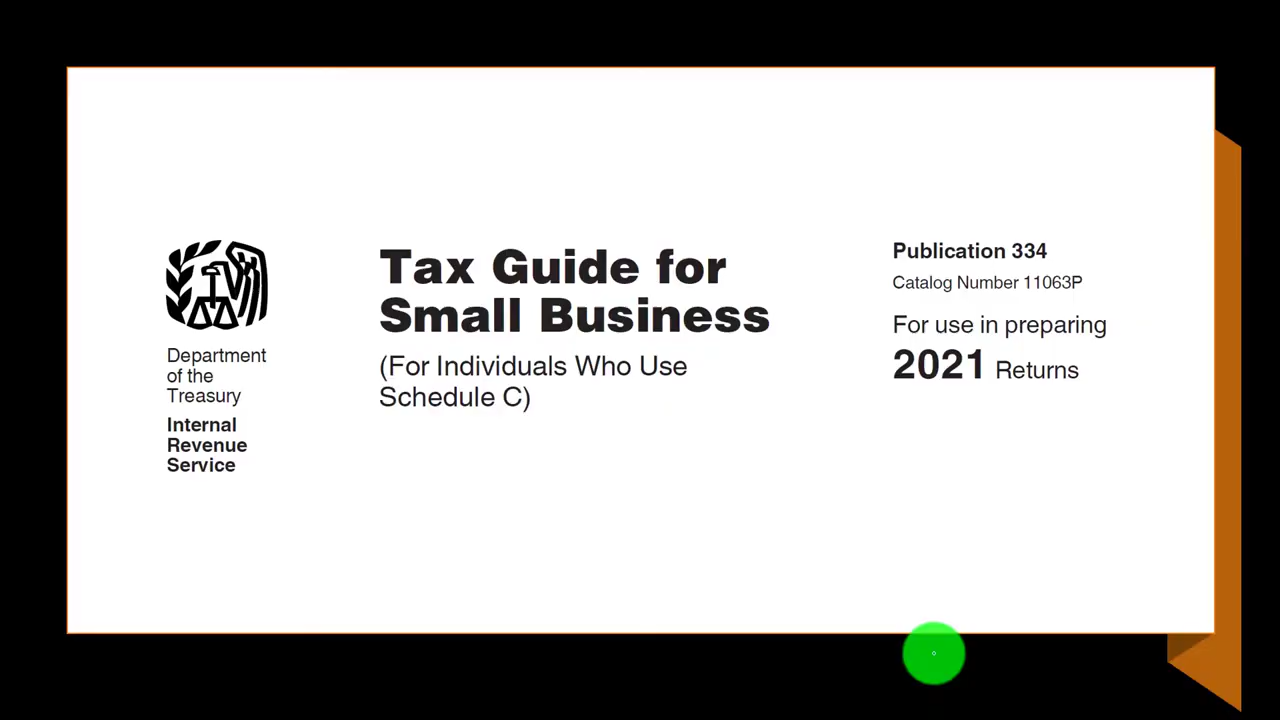 Department
of the
Treasury
Internal
Revenue
Service
Tax Guide for
Small Business
(For Individuals Who Use
Schedule C)
Publication 334
Catalog Number 11063P
For use in preparing
2021 Returns